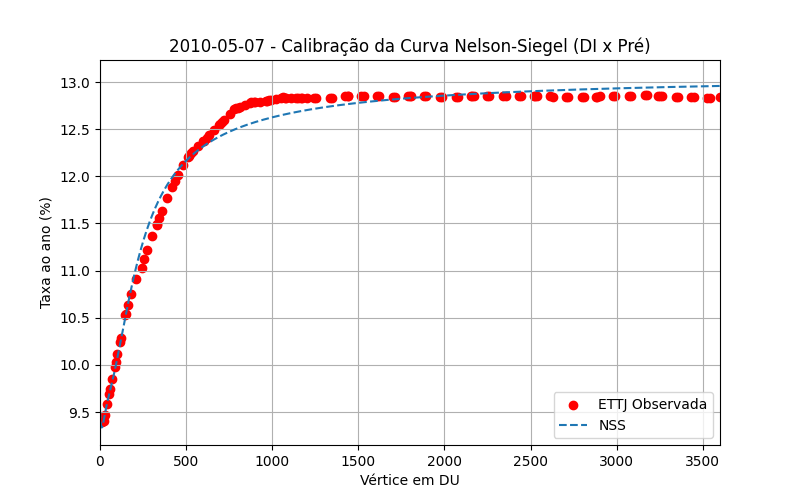 2010-05-07 - Calibração da Curva Nelson-Siegel (DI x Pré)
Taxa ao ano (%)
13.0
12.5
12.0
11.5
11.0
10.5
10.0
9.5
ETTJ Observada
NSS
0 500 1000 1500 2000 2500 3000 3500
Vértice em DU